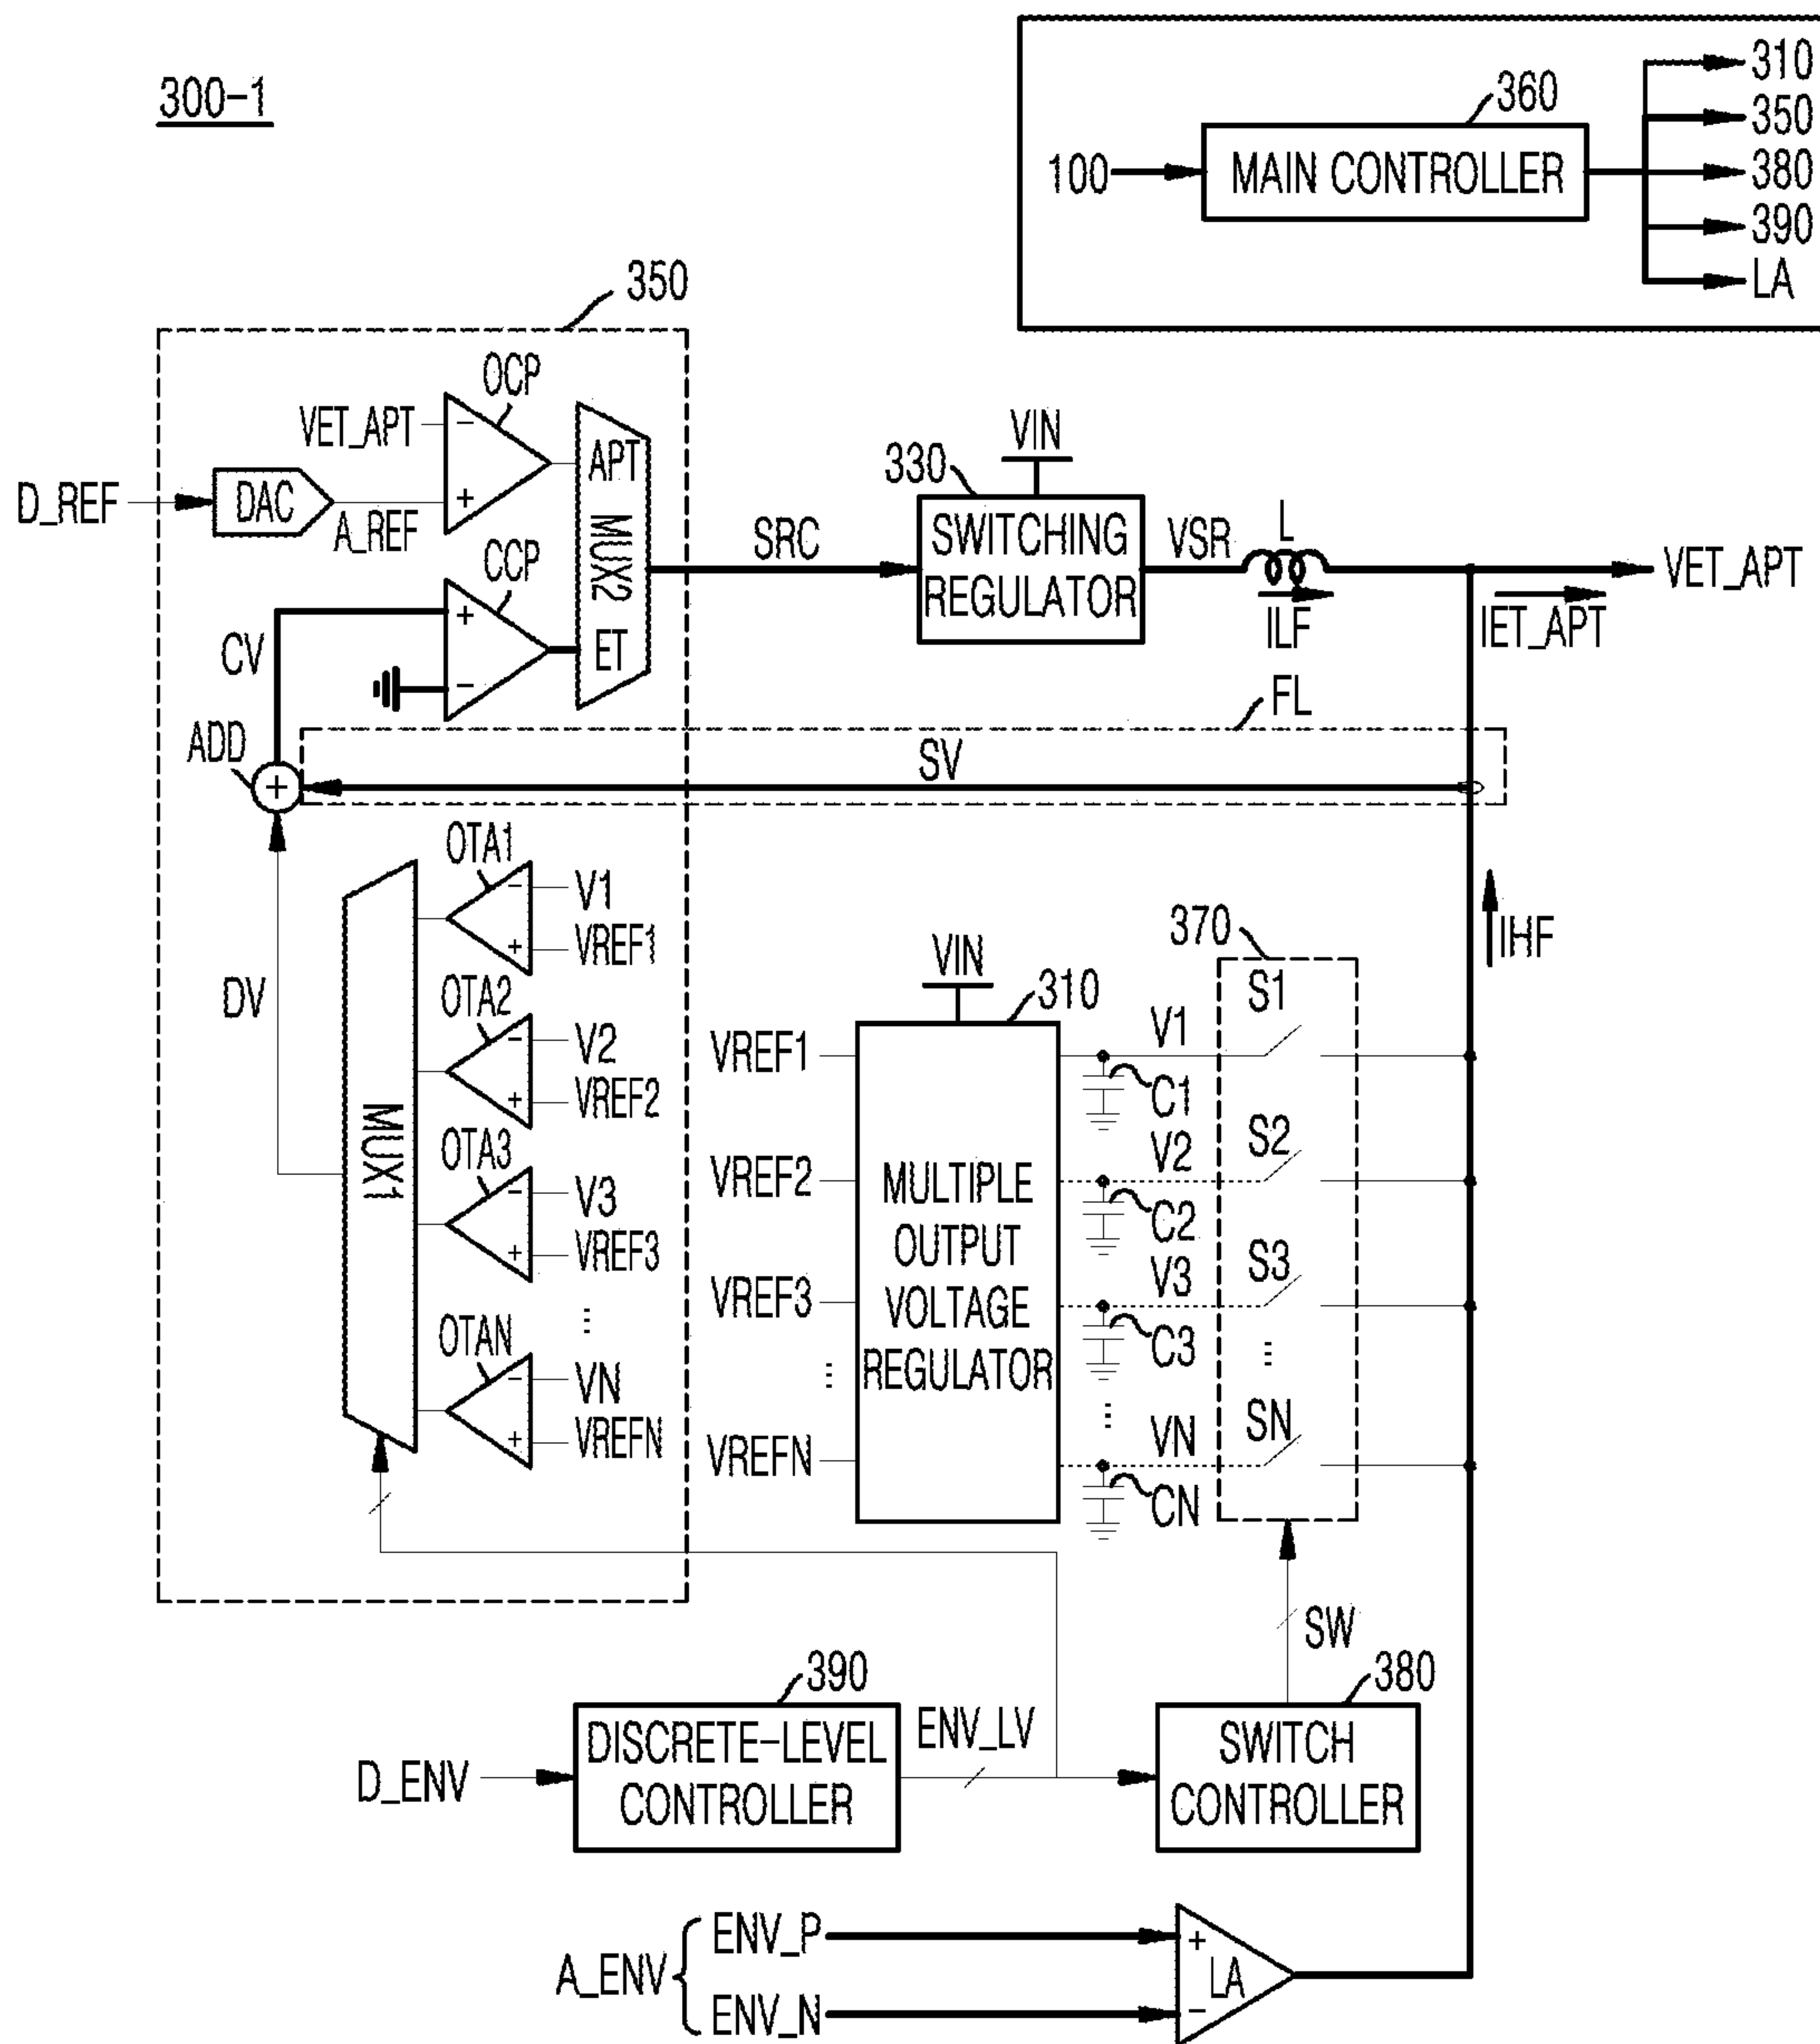 300-1
360
100
MAIN CONTROLLER
310
350
380
390
LA
350
OCP
VET_APT
−
+
D_REF
DAC
A_REF
APT
MUX2
ET
CCP
+
−
CV
SRC
VIN
330
SWITCHING
REGULATOR
VSR
L
ILF
VET_APT
IET_APT
FL
ADD
+
SV
OTA1
−
V1
+
VREF1
DV
OTA2
−
V2
+
VREF2
MUX1
OTA3
−
V3
+
VREF3
...
OTAN
−
VN
+
VREFN
VIN
310
VREF1
VREF2
VREF3
...
VREFN
MULTIPLE
OUTPUT
VOLTAGE
REGULATOR
V1
C1
V2
C2
V3
C3
...
VN
CN
370
S1
S2
S3
...
SN
IHF
SW
390
DISCRETE-LEVEL
CONTROLLER
D_ENV
ENV_LV
380
SWITCH
CONTROLLER
A_ENV
ENV_P
ENV_N
+
LA
−